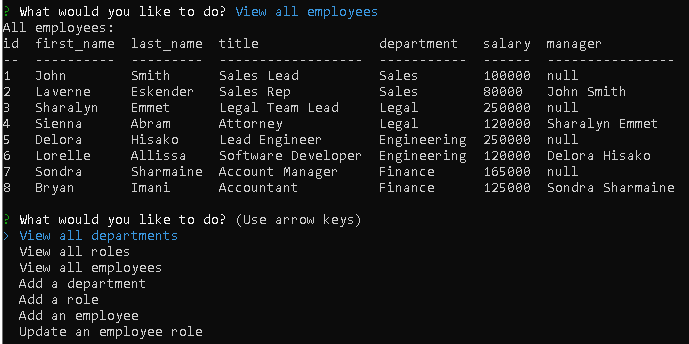 ? What would you like to do? View all employees
All employees:
id  first_name  last_name  title               department   salary  manager
--  ----------  ---------  ------------------  -----------  ------  ----------------
1   John        Smith      Sales Lead          Sales        100000  null
2   Laverne     Eskender   Sales Rep           Sales        80000   John Smith
3   Sharalyn    Emmet      Legal Team Lead     Legal        250000  null
4   Sienna      Abram      Attorney            Legal        120000  Sharalyn Emmet
5   Delora      Hisako     Lead Engineer       Engineering  250000  null
6   Lorelle     Allissa    Software Developer  Engineering  120000  Delora Hisako
7   Sondra      Sharmaine  Account Manager     Finance      165000  null
8   Bryan       Imani      Accountant          Finance      125000  Sondra Sharmaine
? What would you like to do? (Use arrow keys)
> View all departments
  View all roles
  View all employees
  Add a department
  Add a role
  Add an employee
  Update an employee role